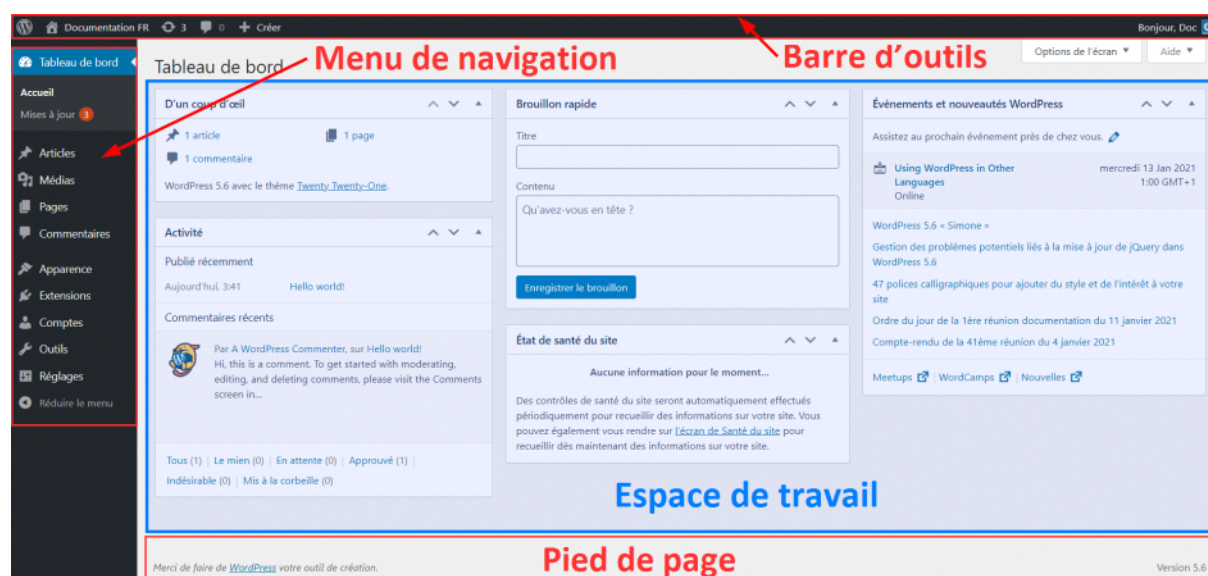 Documentation FR 3 0 + Créer Bonjour, Doc
Menu de navigation
Barre d'outils
Options de l'écran ▼ Aide ▼
Tableau de bord
Accueil
Mises à jour 3
Articles
Médias
Pages
Commentaires
Apparence
Extensions
Comptes
Outils
Réglages
Réduire le menu
Tableau de bord
D'un coup d'œil
1 article 1 page
1 commentaire
WordPress 5.6 avec le thème Twenty Twenty-One.
Activité
Publié récemment
Aujourd'hui, 3:41 Hello world!
Commentaires récents
Par A WordPress Commenter, sur Hello world!
Hi, this is a comment. To get started with moderating,
editing, and deleting comments, please visit the Comments
screen in...
Tous (1) | Le mien (0) | En attente (0) | Approuvé (1) |
Indésirable (0) | Mis à la corbeille (0)
Brouillon rapide
Titre
Contenu
Qu'avez-vous en tête ?
Enregistrer le brouillon
État de santé du site
Aucune information pour le moment...
Des contrôles de santé du site seront automatiquement effectués
périodiquement pour recueillir des informations sur votre site. Vous
pouvez également vous rendre sur l'écran de Santé du site pour
recueillir dès maintenant des informations sur votre site.
Évènements et nouveautés WordPress
Assistez au prochain évènement près de chez vous.
Using WordPress in Other mercredi 13 Jan 2021
Languages 1:00 GMT+1
Online
WordPress 5.6 « Simone »
Gestion des problèmes potentiels liés à la mise à jour de jQuery dans
WordPress 5.6
47 polices calligraphiques pour ajouter du style et de l'intérêt à votre
site
Ordre du jour de la 1ère réunion documentation du 11 janvier 2021
Compte-rendu de la 41ème réunion du 4 janvier 2021
Meetups | WordCamps | Nouvelles
Espace de travail
Pied de page
Merci de faire de WordPress votre outil de création. Version 5.6